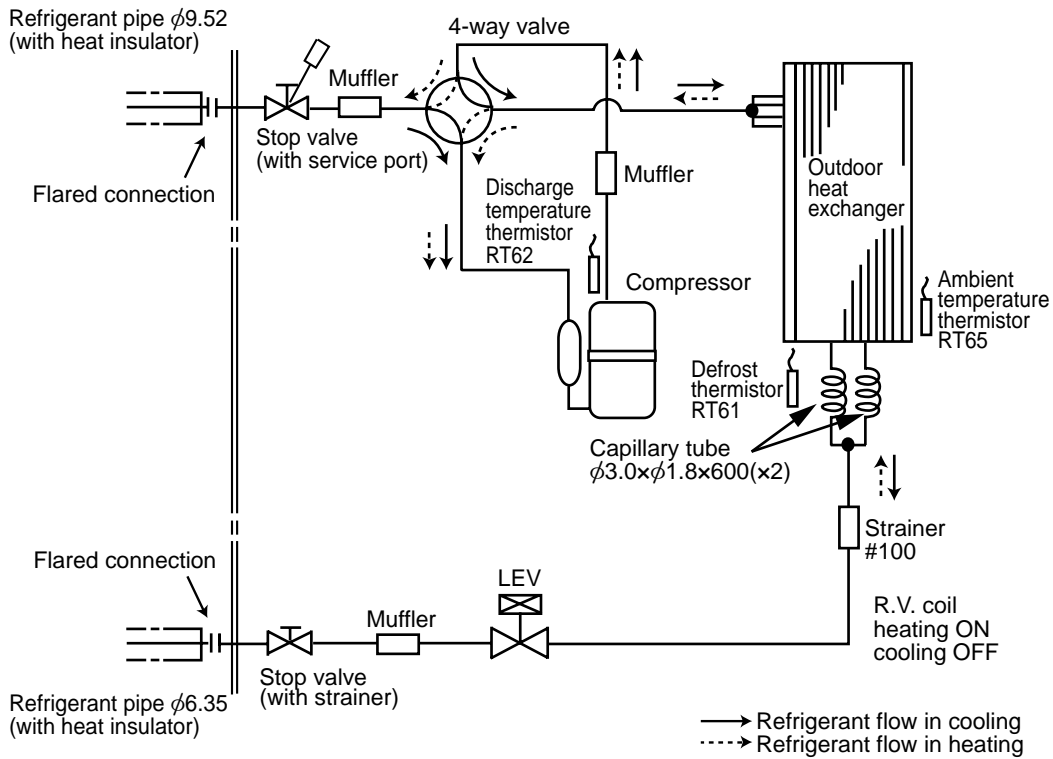 Refrigerant pipe ϕ9.52
(with heat insulator)
4-way valve
Muffler
Stop valve
(with service port)
Flared connection
Discharge
temperature
thermistor
RT62
Muffler
Compressor
Outdoor
heat
exchanger
Ambient
temperature
thermistor
RT65
Defrost
thermistor
RT61
Capillary tube
ϕ3.0×ϕ1.8×600(×2)
Strainer
#100
Flared connection
LEV
Muffler
R.V. coil
heating ON
cooling OFF
Stop valve
(with strainer)
Refrigerant pipe ϕ6.35
(with heat insulator)
Refrigerant flow in cooling
Refrigerant flow in heating